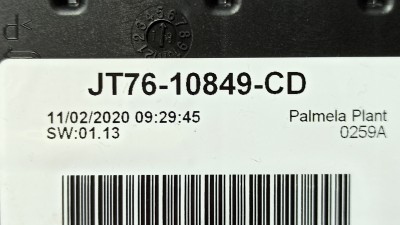 JT76-10849-CD
11/02/2020 09:29:45
Palmela Plant
SW:01.13
0259A